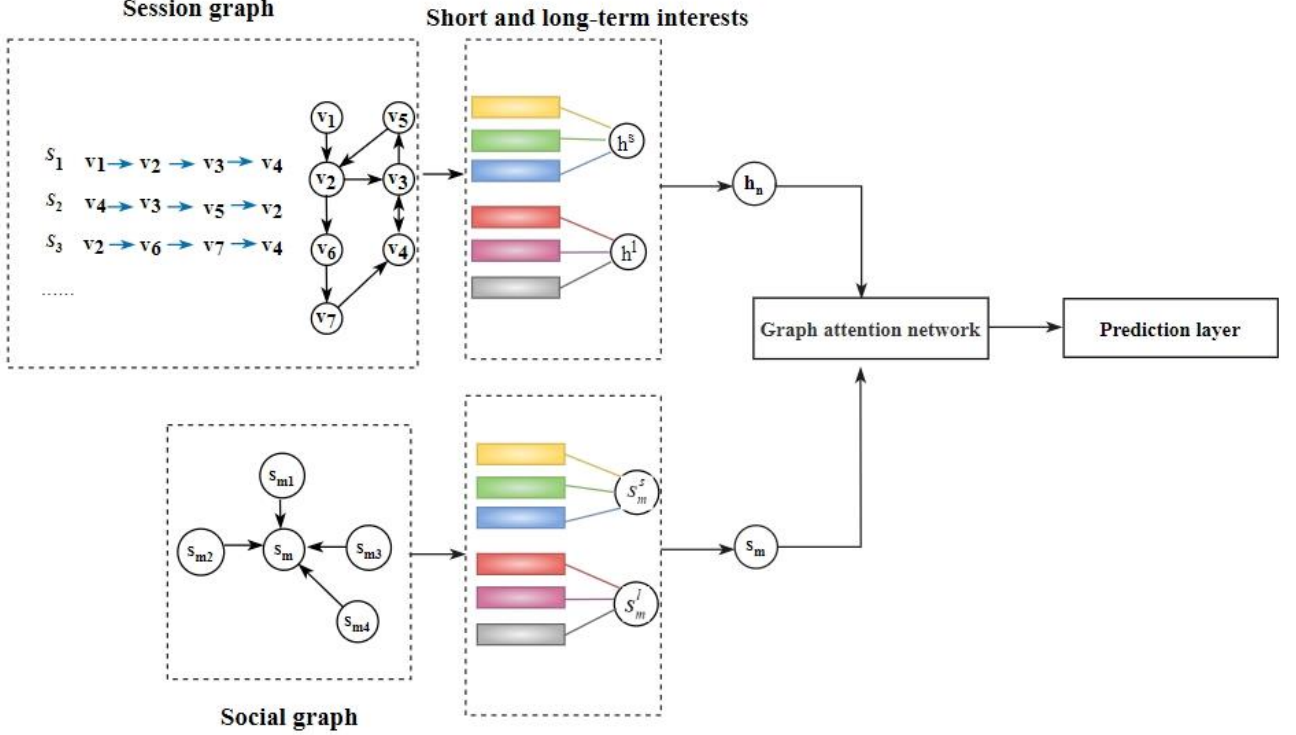 Session graph
Short and long-term interests
S1 v1 v2 v3 v4
S2 v4 v3 v5 v2
S3 v2 v6 v7 v4
......
v1
v5
v2
v3
v6
v4
v7
h^s
h^l
h_n
Graph attention network
Prediction layer
s_m1
s_m2
s_m
s_m3
s_m4
s_m^s
s_m^l
s_m
Social graph